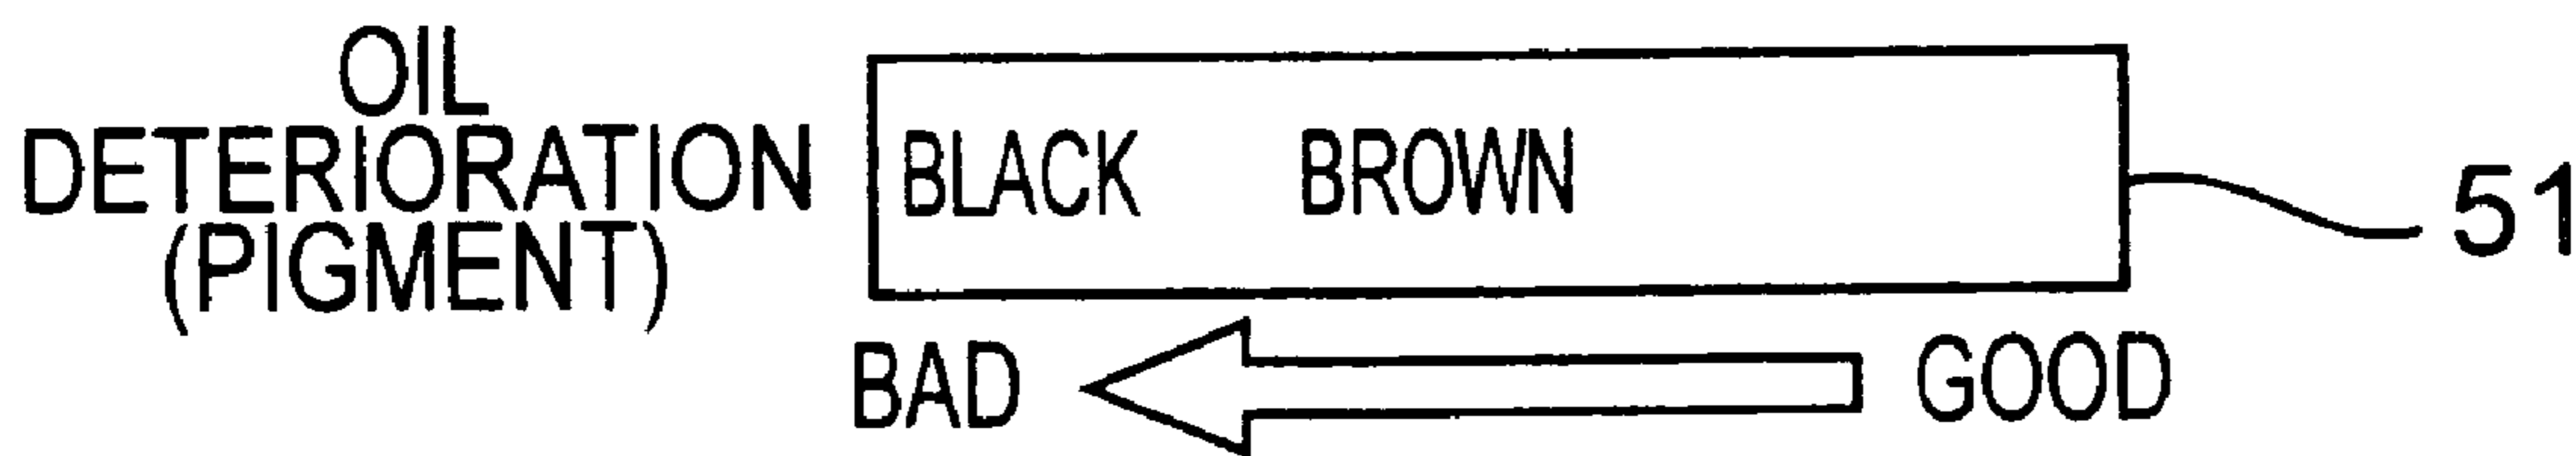 OIL
DETERIORATION
(PIGMENT)
BLACK BROWN
51
BAD GOOD